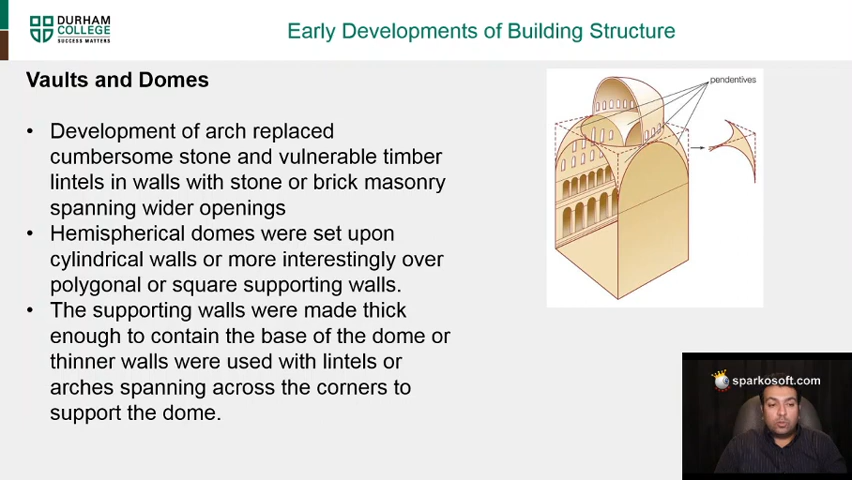 DURHAM
COLLEGE
SUCCESS MATTERS
Early Developments of Building Structure
Vaults and Domes
• Development of arch replaced
cumbersome stone and vulnerable timber
lintels in walls with stone or brick masonry
spanning wider openings
• Hemispherical domes were set upon
cylindrical walls or more interestingly over
polygonal or square supporting walls.
• The supporting walls were made thick
enough to contain the base of the dome or
thinner walls were used with lintels or
arches spanning across the corners to
support the dome.
pendentives
sparkosoft.com